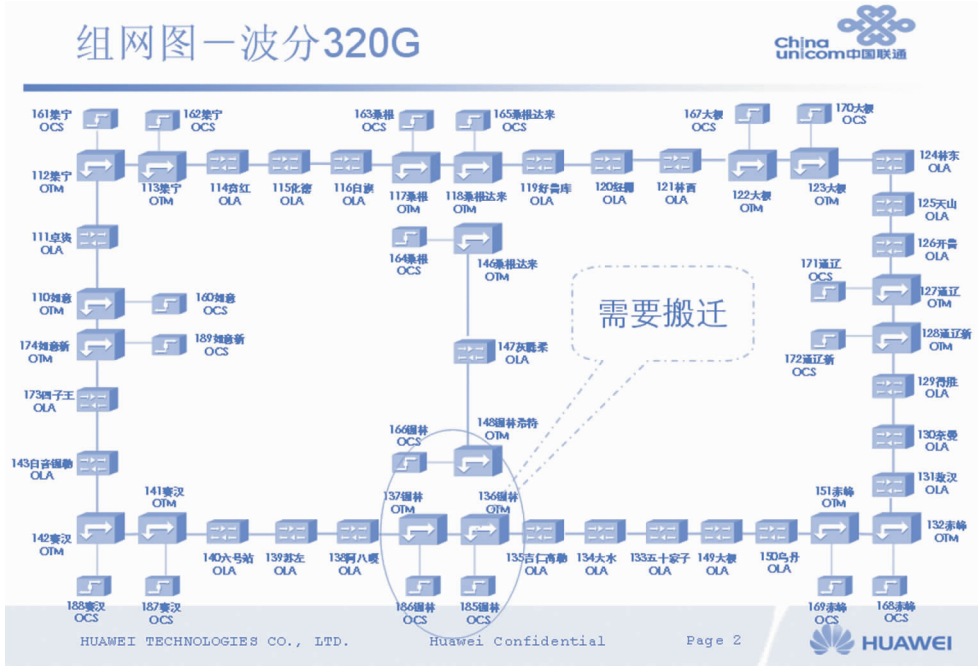 组网图－波分320G
China
unicom中国联通
161集宁
OCS
162集宁
OCS
163桑根
OCS
165桑根达来
OCS
167大板
OCS
170大板
OCS
112集宁
OTM
113集宁
OTM
114贲红
OLA
115化德
OLA
116白旗
OLA
117桑根
OTM
118桑根达来
OTM
119好鲁库
OLA
120经棚
OLA
121林西
OLA
122大板
OTM
123大板
OTM
124林东
OLA
125天山
OLA
111卓资
OLA
164桑根
OCS
146桑根达来
OTM
126开鲁
OLA
171通辽
OCS
127通辽
OTM
110如意
OTM
160如意
OCS
需要搬迁
174如意新
OTM
189如意新
OCS
147灰腾梁
OLA
128通辽新
OTM
172通辽新
OCS
129得胜
OLA
173四子王
OLA
166锡林
OCS
148锡林浩特
OTM
130奈曼
OLA
143白音锡勒
OLA
131敖汉
OLA
141赛汉
OTM
137锡林
OTM
136锡林
OTM
151赤峰
OTM
142赛汉
OTM
140六号站
OLA
139苏左
OLA
138阿八嘎
OLA
135吉仁高勒
OLA
134大水
OLA
133五十家子
OLA
149大板
OLA
150乌丹
OLA
132赤峰
OTM
188赛汉
OCS
187赛汉
OCS
186锡林
OCS
185锡林
OCS
169赤峰
OCS
168赤峰
OCS
HUAWEI TECHNOLOGIES CO., LTD.
Huawei Confidential
Page 2
HUAWEI